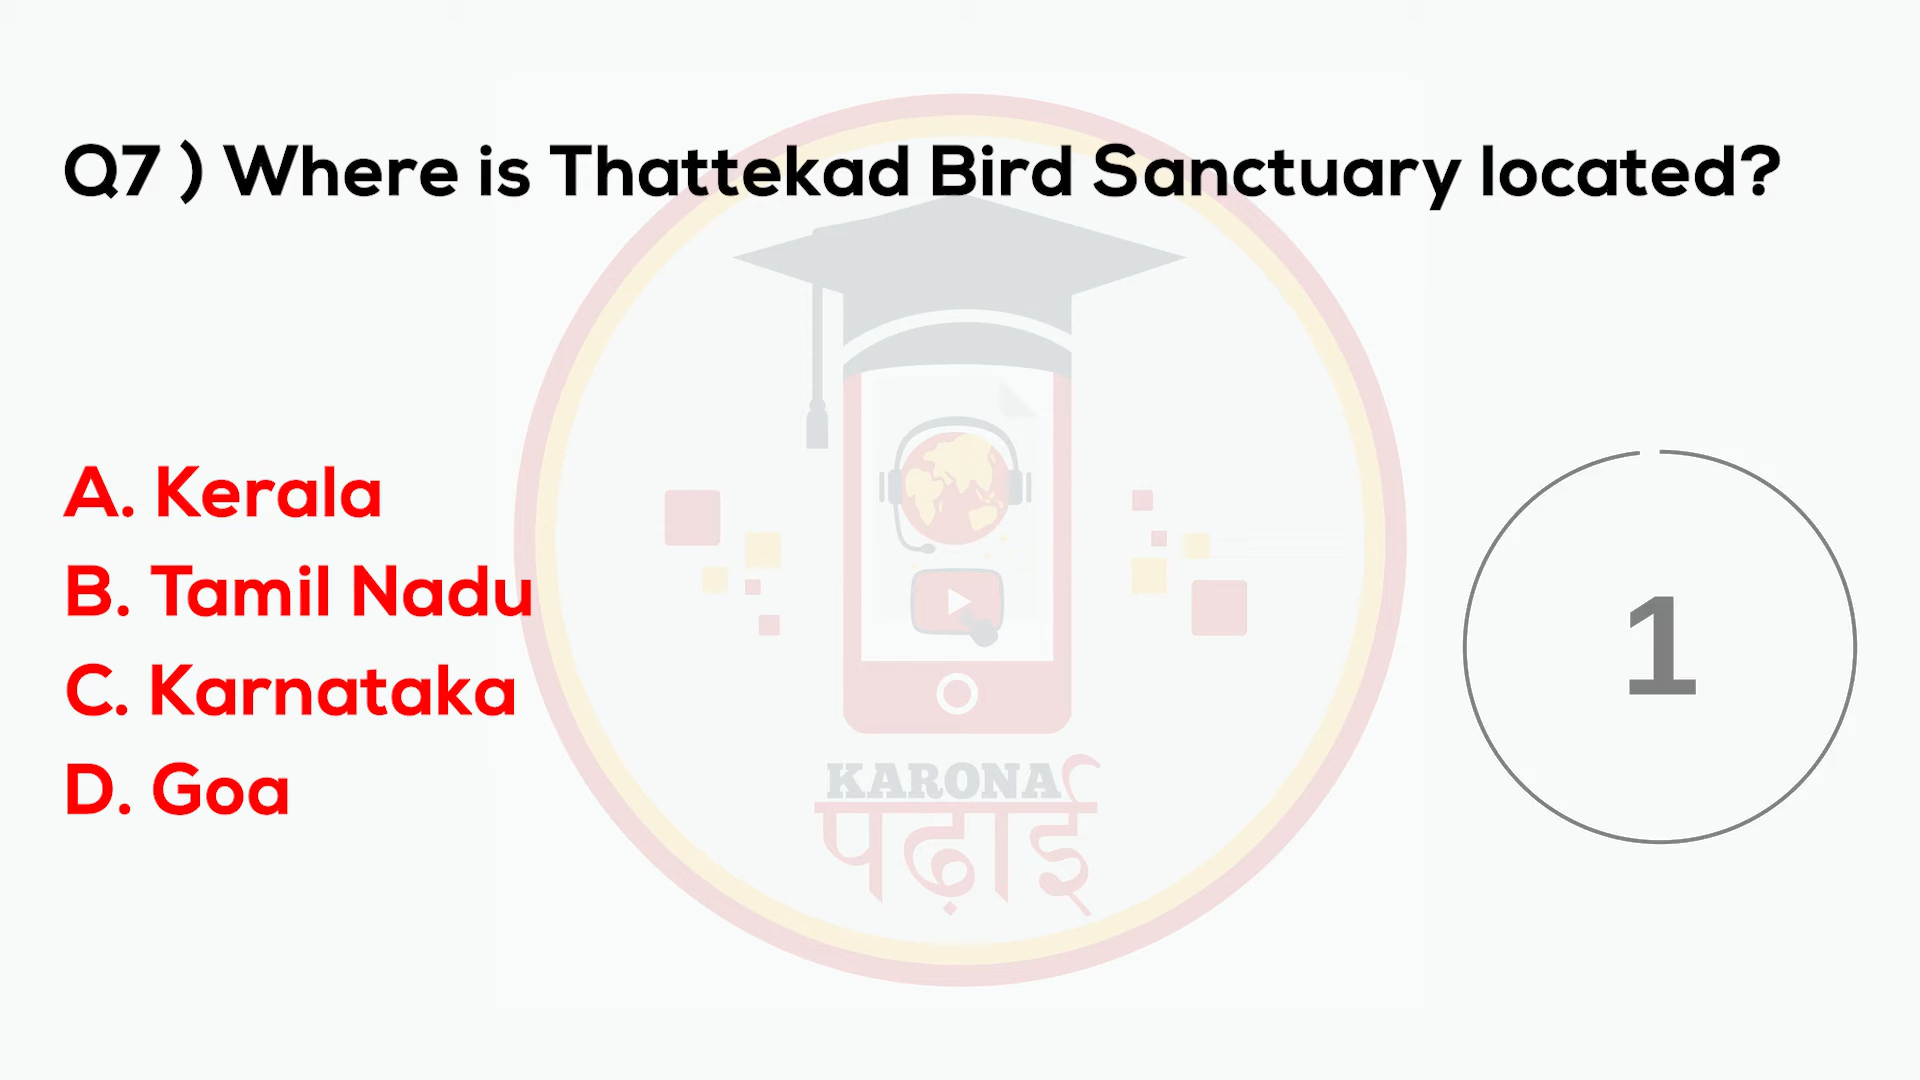 Q7 ) Where is Thattekad Bird Sanctuary located?
A. Kerala
B. Tamil Nadu
C. Karnataka
D. Goa
1
KARONA
पढ़ाई